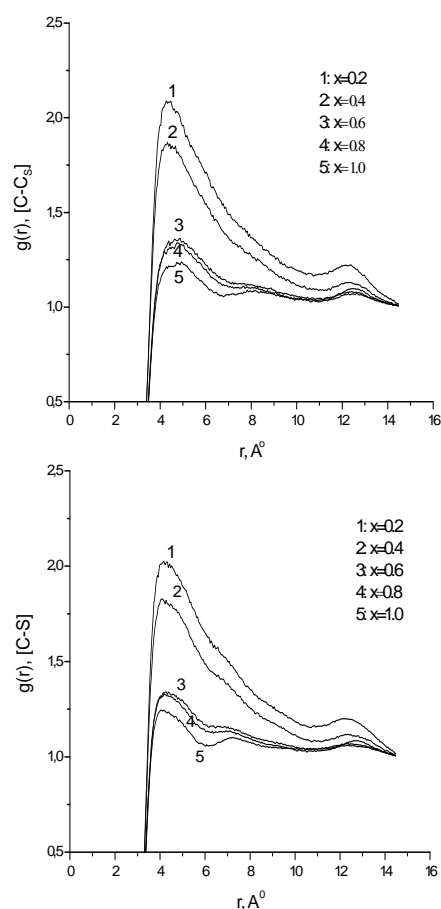 2,5
2,0
1,5
1,0
0,5
g(r), [C-C_S]
1
2
3
4
5
1: x=0.2
2: x=0.4
3: x=0.6
4: x=0.8
5: x=1.0
0 2 4 6 8 10 12 14 16
r, A⁰
2,5
2,0
1,5
1,0
0,5
g(r), [C-S]
1
2
3
4
5
1: x=0.2
2: x=0.4
3: x=0.6
4: x=0.8
5: x=1.0
0 2 4 6 8 10 12 14 16
r, A⁰